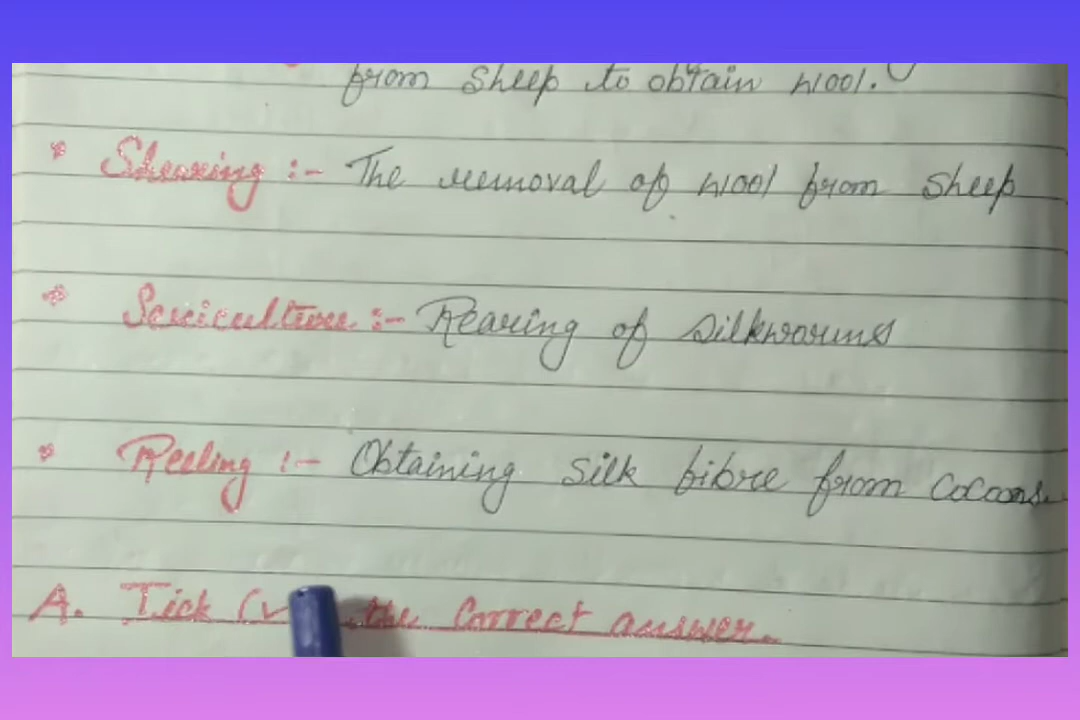 from sheep to obtain wool.
* Shearing :- The removal of wool from sheep
* Sericulture :- Rearing of silkworms
* Reeling :- Obtaining silk fibre from cocoons.
A. Tick (✓ the correct answer.